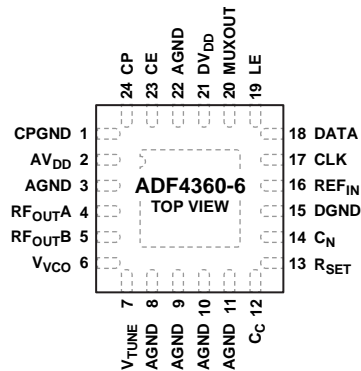 24 CP
23 CE
22 AGND
21 DVDD
20 MUXOUT
19 LE
CPGND 1
AVDD 2
AGND 3
RFOUTA 4
RFOUTB 5
VVCO 6
ADF4360-6
TOP VIEW
18 DATA
17 CLK
16 REFIN
15 DGND
14 CN
13 RSET
VTUNE 7
AGND 8
AGND 9
AGND 10
AGND 11
CC 12